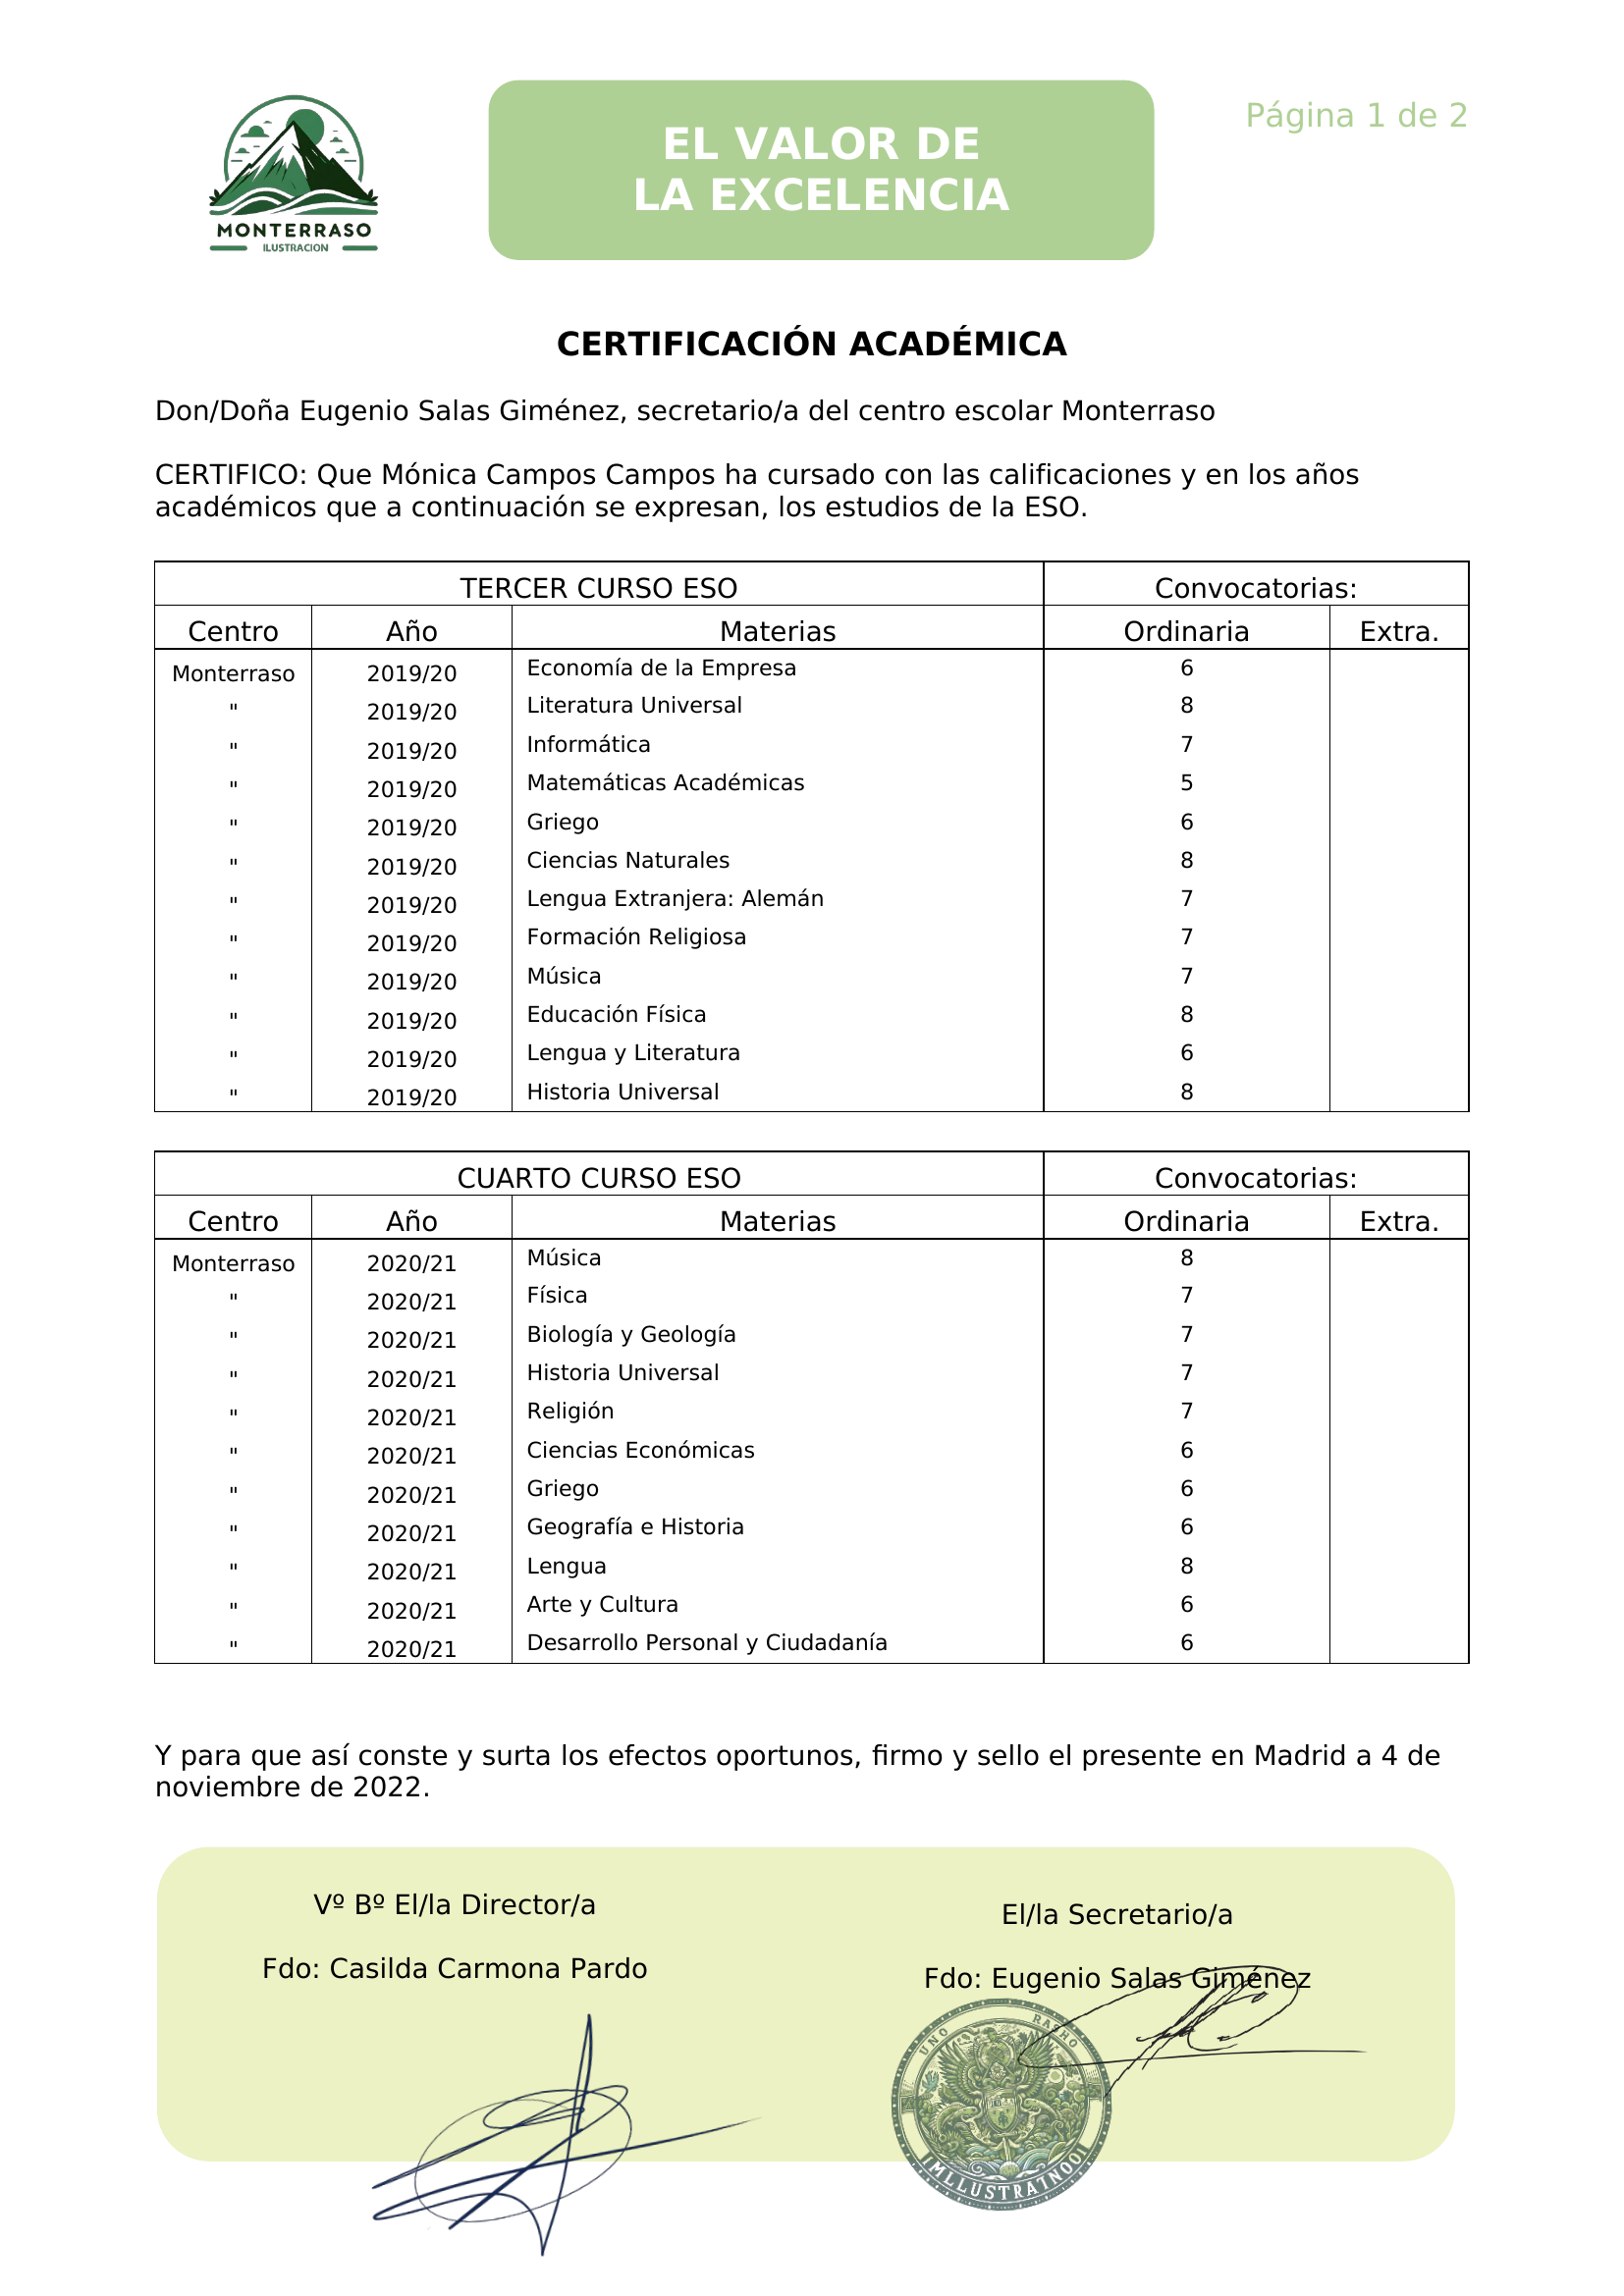 MONTERRASO
ILUSTRACION
EL VALOR DE
LA EXCELENCIA
Página 1 de 2
CERTIFICACIÓN ACADÉMICA
Don/Doña Eugenio Salas Giménez, secretario/a del centro escolar Monterraso
CERTIFICO: Que Mónica Campos Campos ha cursado con las calificaciones y en los años
académicos que a continuación se expresan, los estudios de la ESO.
TERCER CURSO ESO Convocatorias:
Centro Año Materias Ordinaria Extra.
Monterraso 2019/20 Economía de la Empresa 6
" 2019/20 Literatura Universal 8
" 2019/20 Informática 7
" 2019/20 Matemáticas Académicas 5
" 2019/20 Griego 6
" 2019/20 Ciencias Naturales 8
" 2019/20 Lengua Extranjera: Alemán 7
" 2019/20 Formación Religiosa 7
" 2019/20 Música 7
" 2019/20 Educación Física 8
" 2019/20 Lengua y Literatura 6
" 2019/20 Historia Universal 8
CUARTO CURSO ESO Convocatorias:
Centro Año Materias Ordinaria Extra.
Monterraso 2020/21 Música 8
" 2020/21 Física 7
" 2020/21 Biología y Geología 7
" 2020/21 Historia Universal 7
" 2020/21 Religión 7
" 2020/21 Ciencias Económicas 6
" 2020/21 Griego 6
" 2020/21 Geografía e Historia 6
" 2020/21 Lengua 8
" 2020/21 Arte y Cultura 6
" 2020/21 Desarrollo Personal y Ciudadanía 6
Y para que así conste y surta los efectos oportunos, firmo y sello el presente en Madrid a 4 de
noviembre de 2022.
Vº Bº El/la Director/a
Fdo: Casilda Carmona Pardo
El/la Secretario/a
Fdo: Eugenio Salas Giménez
UNO